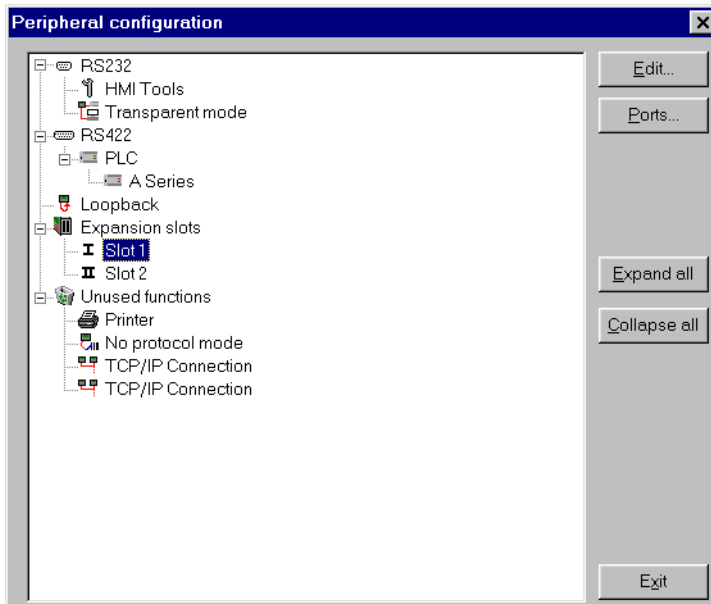 Peripheral configuration
RS232
HMI Tools
Transparent mode
RS422
PLC
A Series
Loopback
Expansion slots
I Slot 1
II Slot 2
Unused functions
Printer
No protocol mode
TCP/IP Connection
TCP/IP Connection
Edit...
Ports...
Expand all
Collapse all
Exit